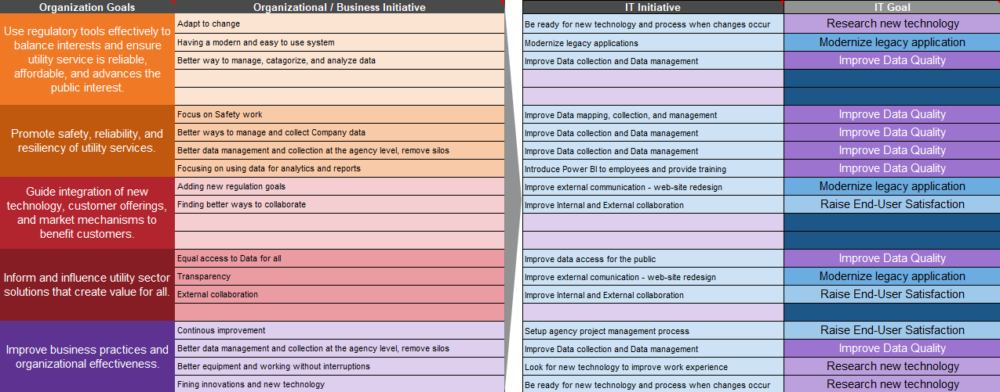 Organization Goals
Organizational / Business Initiative
IT Initiative
IT Goal
Use regulatory tools effectively to
balance interests and ensure
utility service is reliable,
affordable, and advances the
public interest.
Adapt to change
Be ready for new technology and process when changes occur
Research new technology
Having a modern and easy to use system
Modernize legacy applications
Modernize legacy application
Better way to manage, catagorize, and analyze data
Improve Data collection and Data management
Improve Data Quality
Promote safety, reliability, and
resiliency of utility services.
Focus on Safety work
Improve Data mapping, collection, and management
Improve Data Quality
Better ways to manage and collect Company data
Improve Data collection and Data management
Improve Data Quality
Better data management and collection at the agency level, remove silos
Improve Data collection and Data management
Improve Data Quality
Focusing on using data for analytics and reports
Introduce Power BI to employees and provide training
Improve Data Quality
Guide integration of new
technology, customer offerings,
and market mechanisms to
benefit customers.
Adding new regulation goals
Improve external communication - web-site redesign
Modernize legacy application
Finding better ways to collaborate
Improve Internal and External collaboration
Raise End-User Satisfaction
Inform and influence utility sector
solutions that create value for all.
Equal access to Data for all
Improve data access for the public
Improve Data Quality
Transparency
Improve external comunication - web-site redesign
Modernize legacy application
External collaboration
Improve Internal and External collaboration
Raise End-User Satisfaction
Improve business practices and
organizational effectiveness.
Continous improvement
Setup agency project management process
Raise End-User Satisfaction
Better data management and collection at the agency level, remove silos
Improve Data collection and Data management
Improve Data Quality
Better equipment and working without interruptions
Look for new technology to improve work experience
Research new technology
Fining innovations and new technology
Be ready for new technology and process when changes occur
Research new technology